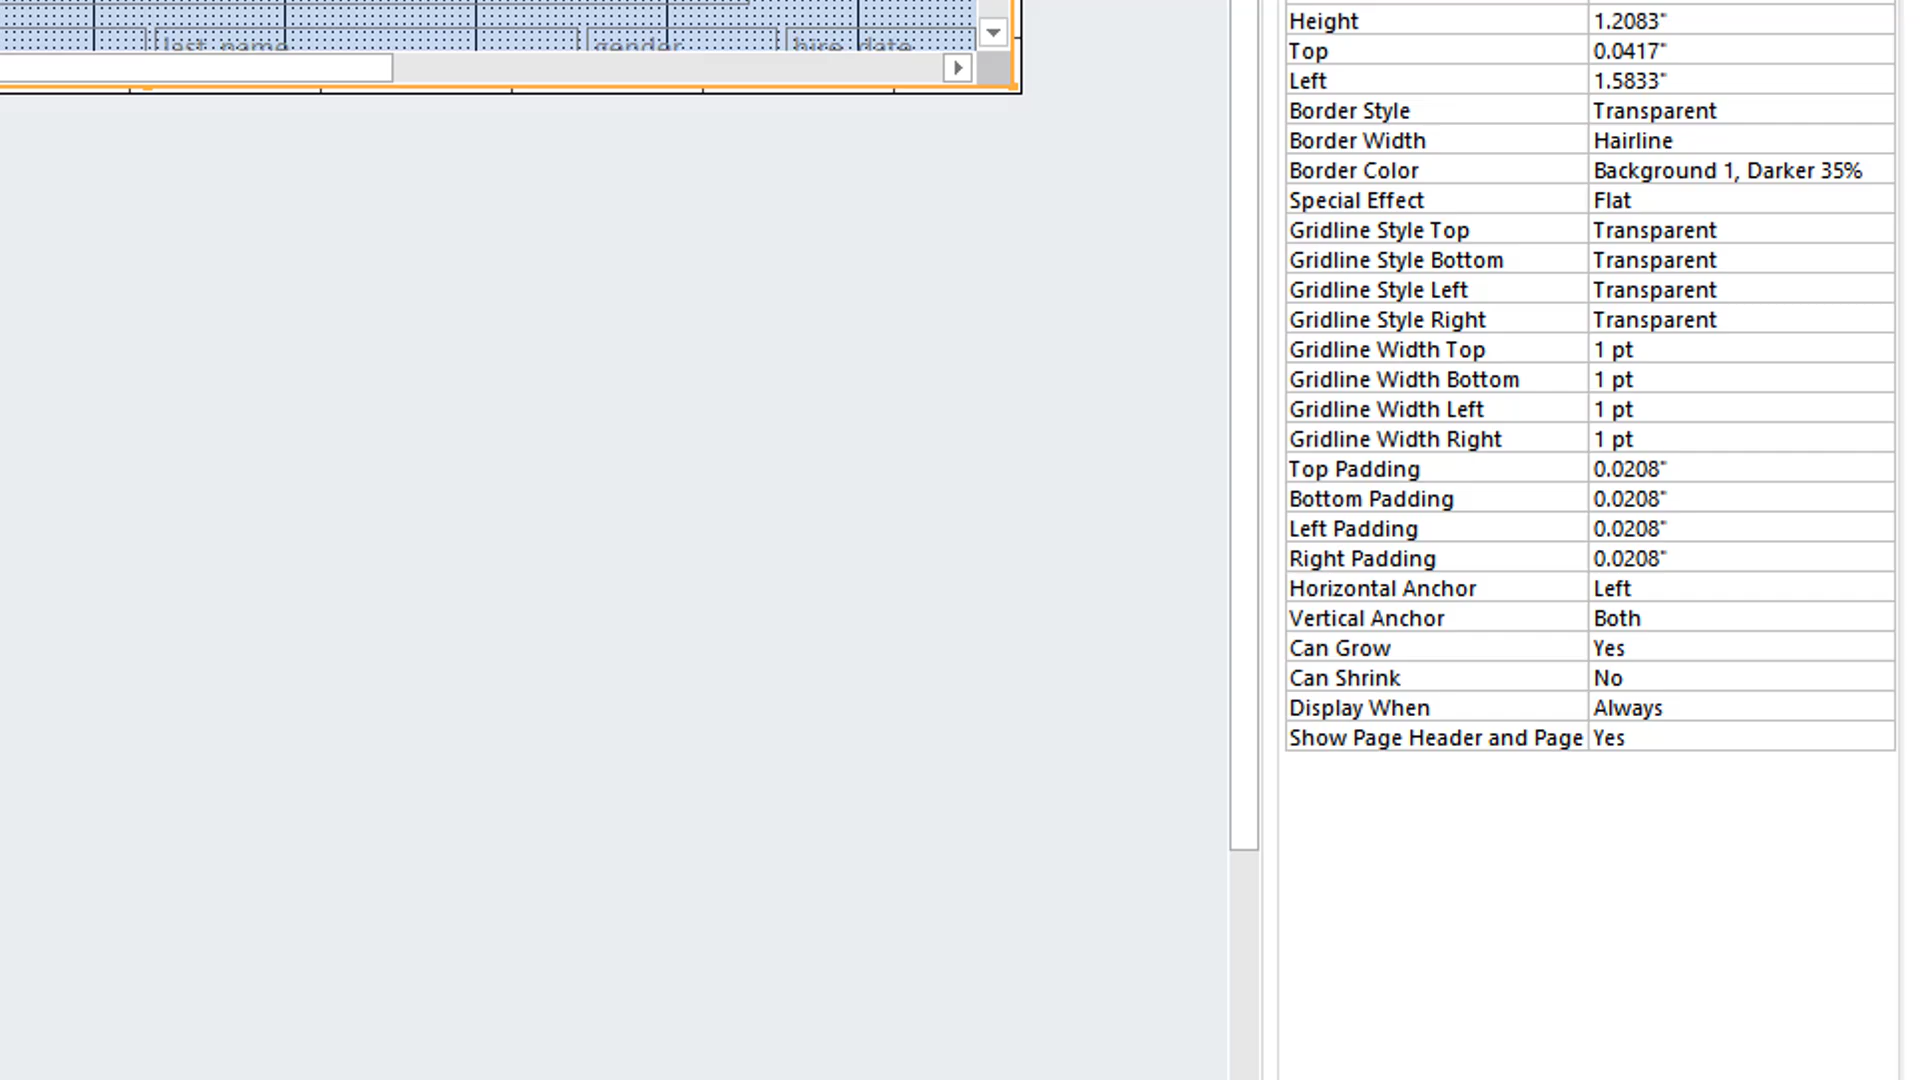 last_name gender hire_date
Height 1.2083"
Top 0.0417"
Left 1.5833"
Border Style Transparent
Border Width Hairline
Border Color Background 1, Darker 35%
Special Effect Flat
Gridline Style Top Transparent
Gridline Style Bottom Transparent
Gridline Style Left Transparent
Gridline Style Right Transparent
Gridline Width Top 1 pt
Gridline Width Bottom 1 pt
Gridline Width Left 1 pt
Gridline Width Right 1 pt
Top Padding 0.0208"
Bottom Padding 0.0208"
Left Padding 0.0208"
Right Padding 0.0208"
Horizontal Anchor Left
Vertical Anchor Both
Can Grow Yes
Can Shrink No
Display When Always
Show Page Header and Page Yes